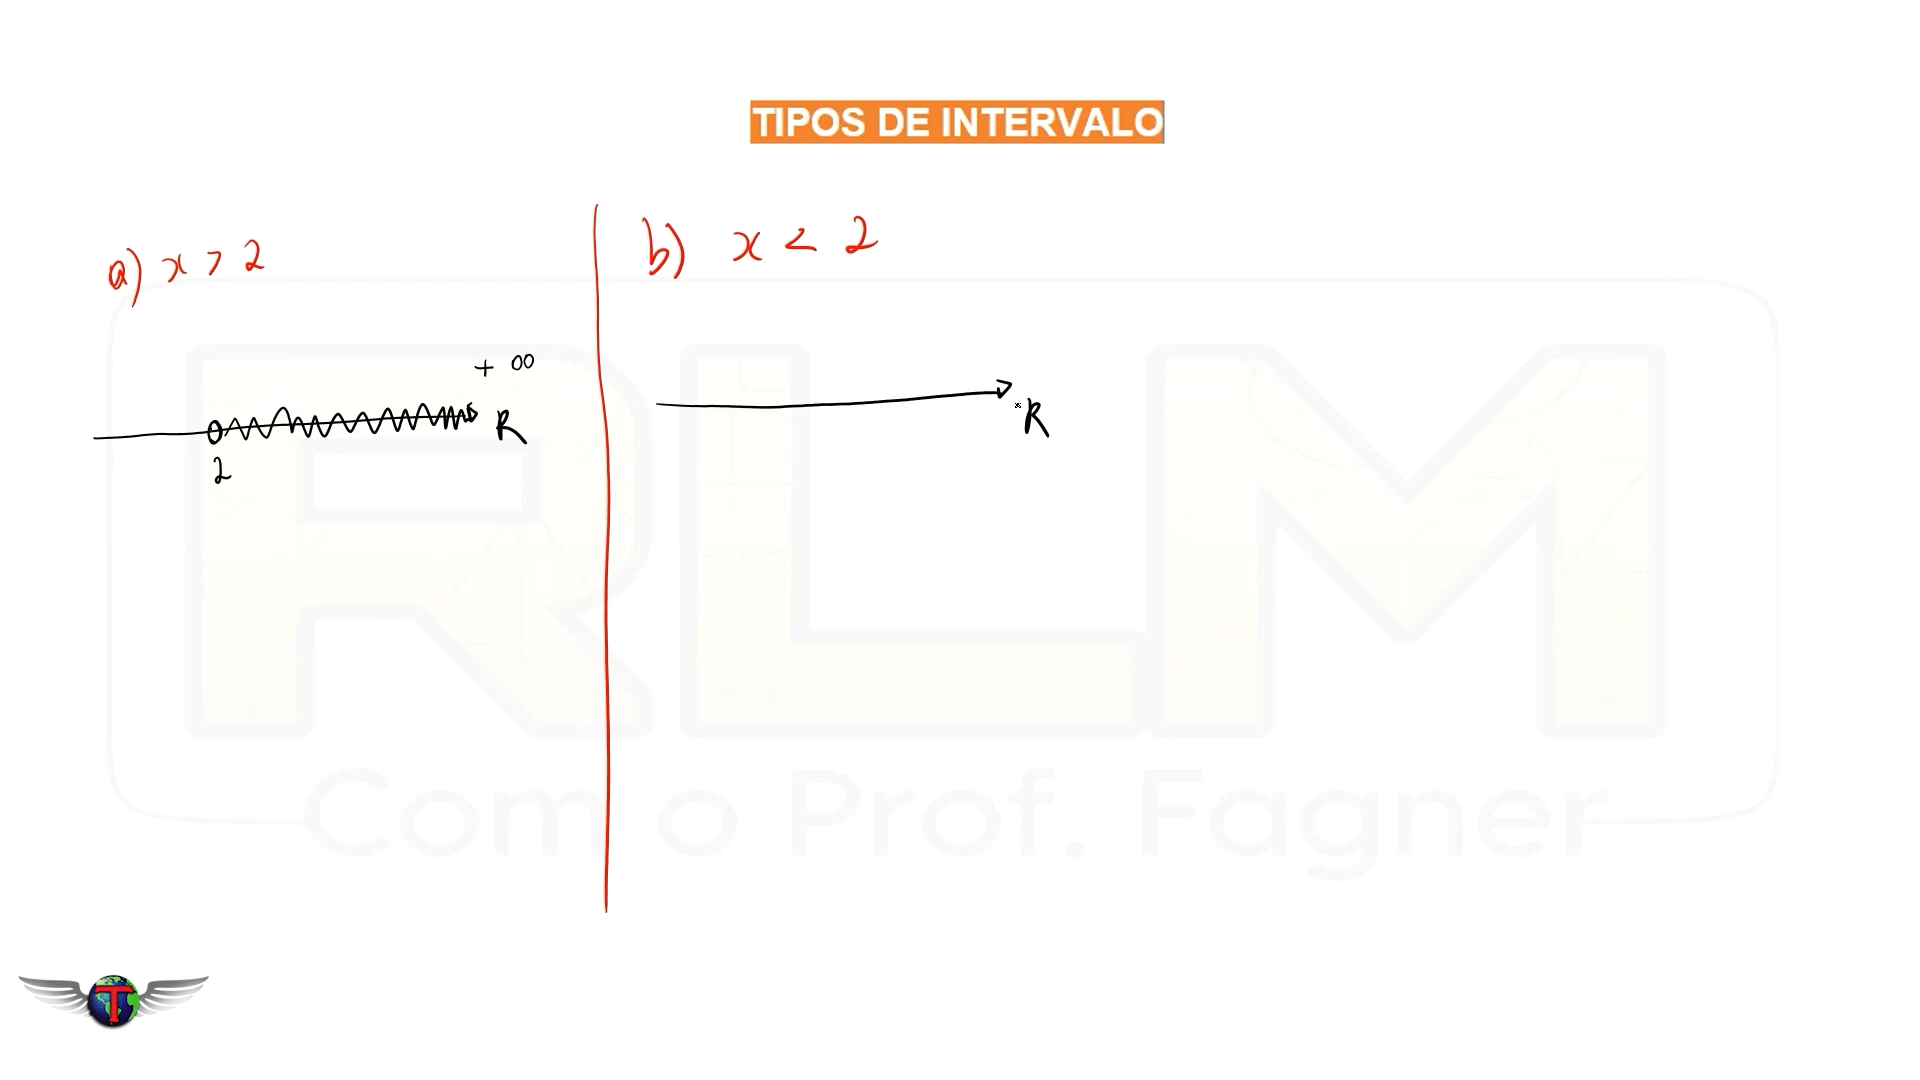 TIPOS DE INTERVALO
a) x > 2
+ ∞
R
2
b) x < 2
R
RLM
Com o Prof. Fagner
T